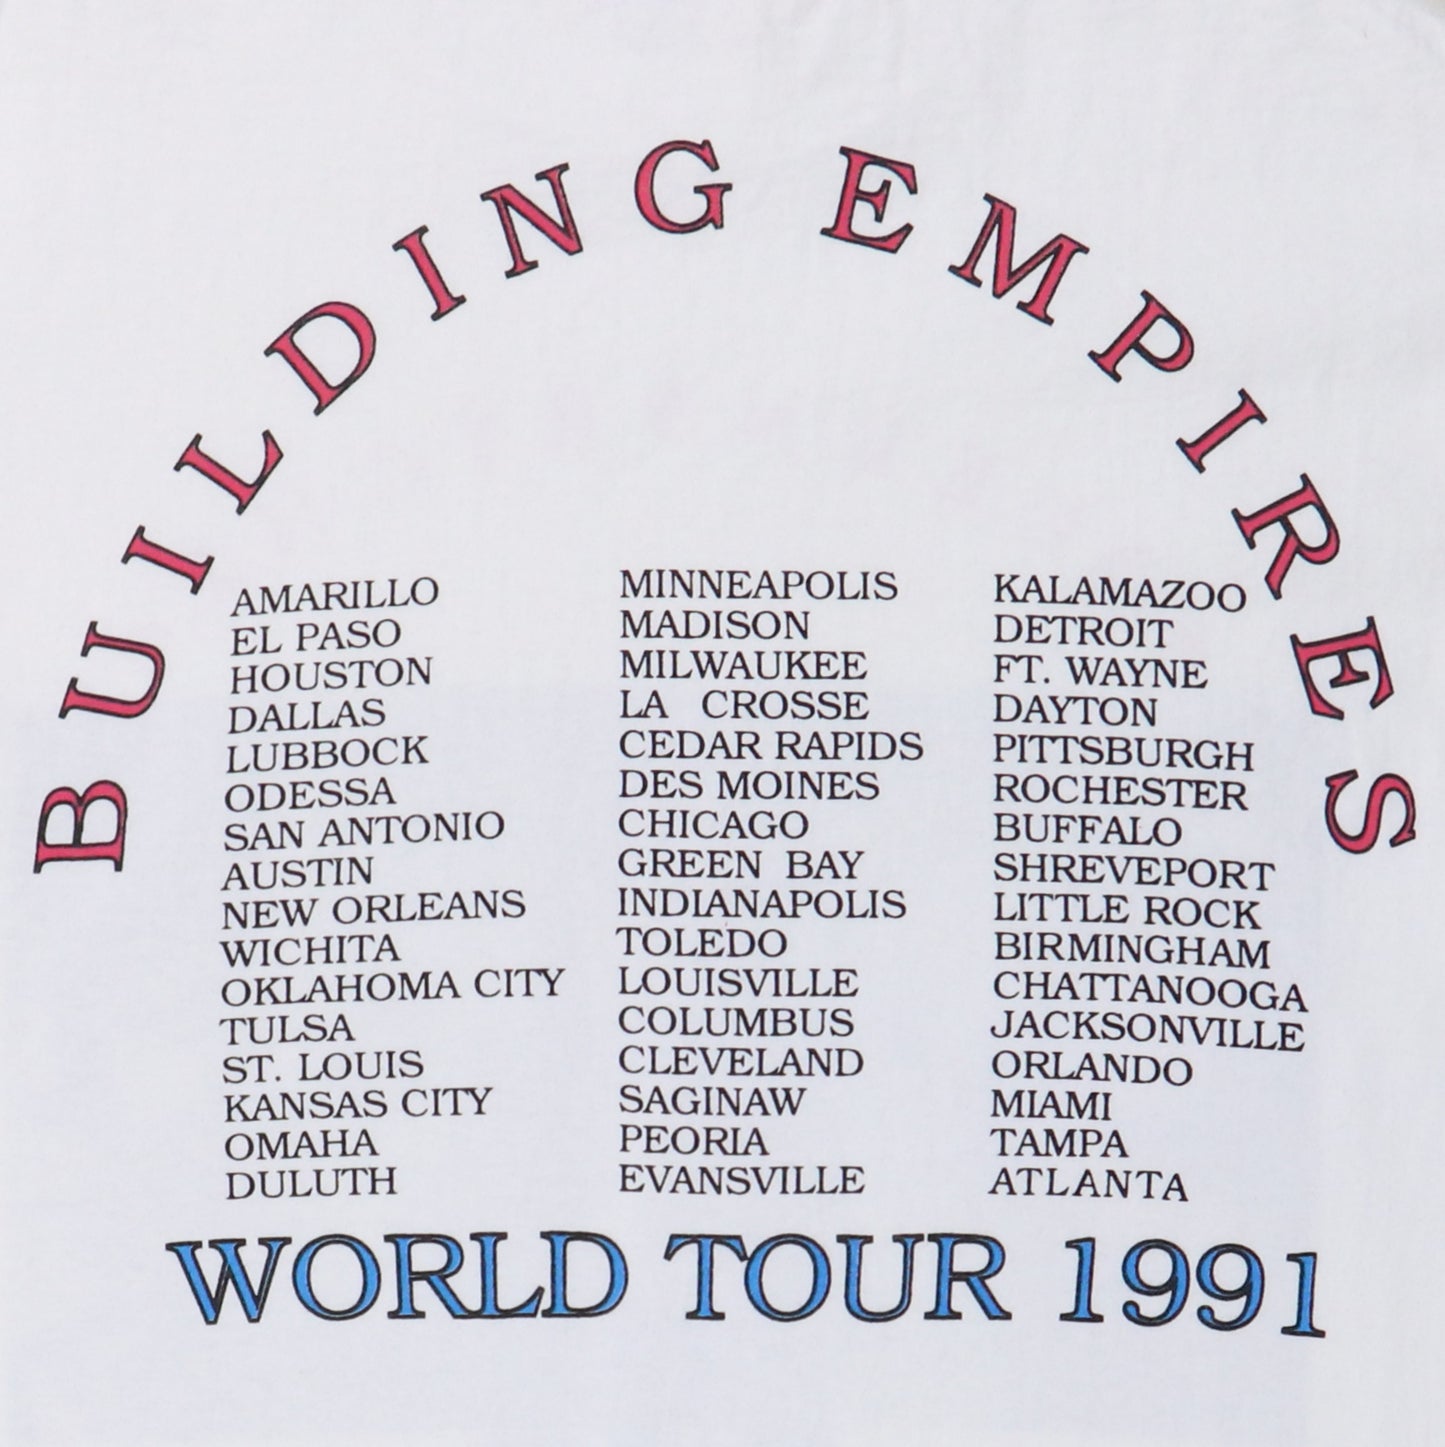 BUILDING EMPIRES
AMARILLO
EL PASO
HOUSTON
DALLAS
LUBBOCK
ODESSA
SAN ANTONIO
AUSTIN
NEW ORLEANS
WICHITA
OKLAHOMA CITY
TULSA
ST. LOUIS
KANSAS CITY
OMAHA
DULUTH
MINNEAPOLIS
MADISON
MILWAUKEE
LA CROSSE
CEDAR RAPIDS
DES MOINES
CHICAGO
GREEN BAY
INDIANAPOLIS
TOLEDO
LOUISVILLE
COLUMBUS
CLEVELAND
SAGINAW
PEORIA
EVANSVILLE
KALAMAZOO
DETROIT
FT. WAYNE
DAYTON
PITTSBURGH
ROCHESTER
BUFFALO
SHREVEPORT
LITTLE ROCK
BIRMINGHAM
CHATTANOOGA
JACKSONVILLE
ORLANDO
MIAMI
TAMPA
ATLANTA
WORLD TOUR 1991